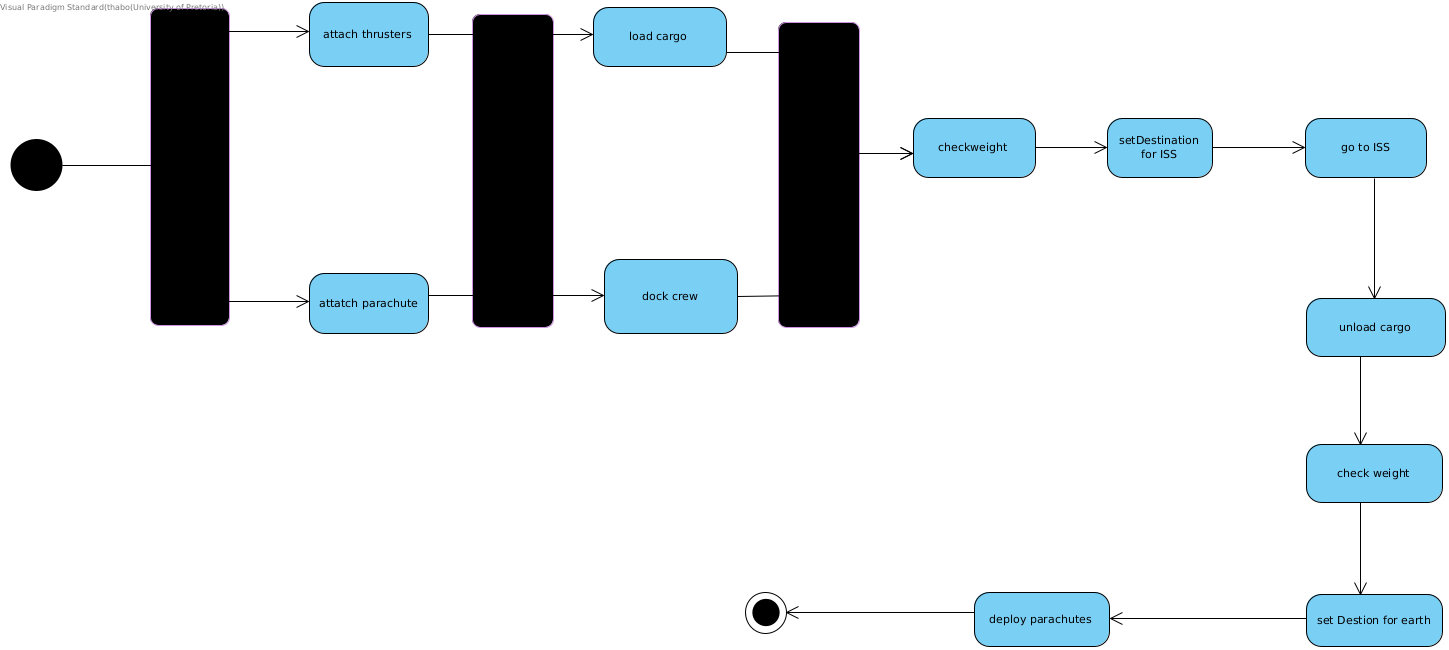 Visual Paradigm Standard(thabo(University of Pretoria))
attach thrusters
load cargo
checkweight
setDestination
for ISS
go to ISS
attatch parachute
dock crew
unload cargo
check weight
set Destion for earth
deploy parachutes